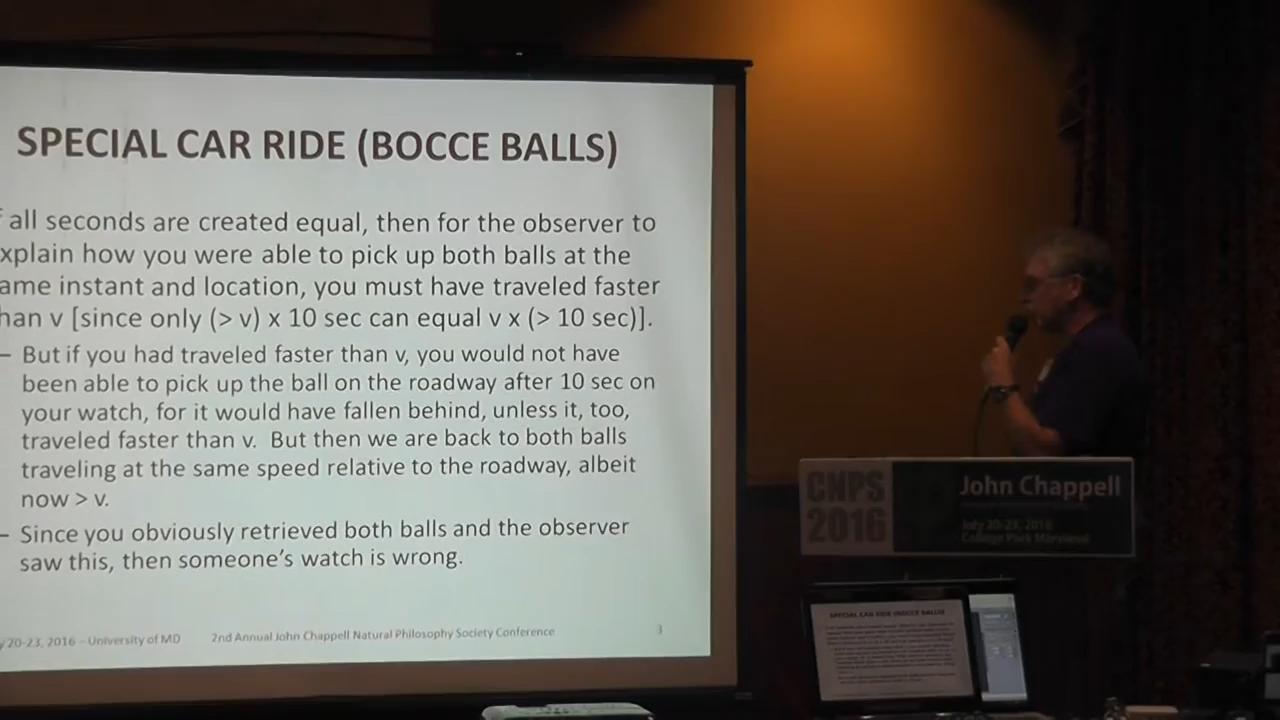 SPECIAL CAR RIDE (BOCCE BALLS)
all seconds are created equal, then for the observer to
xplain how you were able to pick up both balls at the
ame instant and location, you must have traveled faster
han v [since only (> v) x 10 sec can equal v x (> 10 sec)].
– But if you had traveled faster than v, you would not have
been able to pick up the ball on the roadway after 10 sec on
your watch, for it would have fallen behind, unless it, too,
traveled faster than v. But then we are back to both balls
traveling at the same speed relative to the roadway, albeit
now > v.
– Since you obviously retrieved both balls and the observer
saw this, then someone's watch is wrong.
y 20-23, 2016 – University of MD
2nd Annual John Chappell Natural Philosophy Society Conference
3
CNPS
2016
John Chappell
July 20-23, 2016
College Park Maryland
SPECIAL CAR RIDE (BOCCE BALLS)